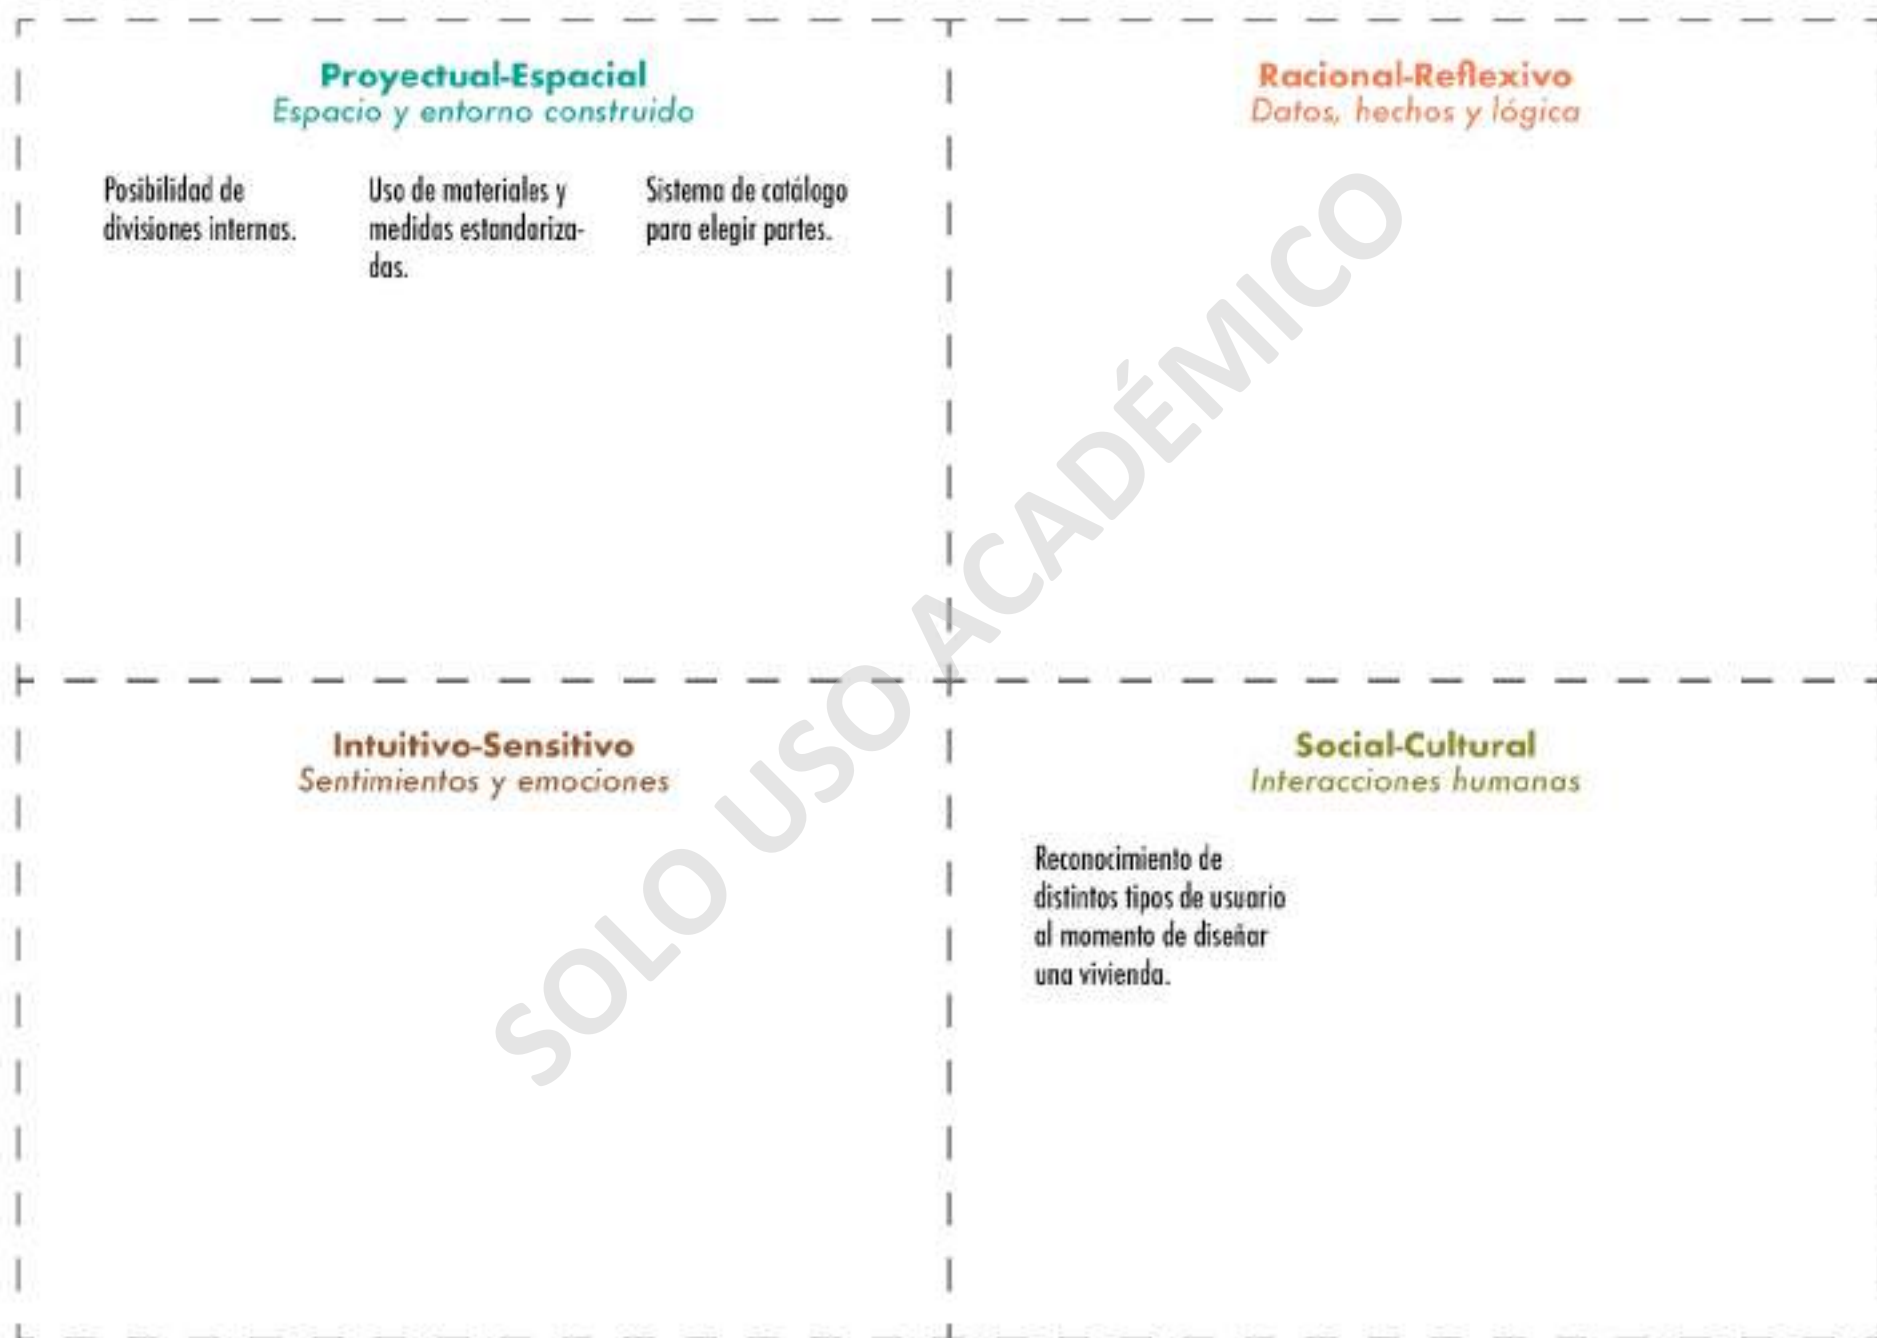 Proyectual-Espacial
Espacio y entorno construido
Posibilidad de
divisiones internas.
Uso de materiales y
medidas estandariza-
das.
Sistema de catálogo
para elegir partes.
Racional-Reflexivo
Datos, hechos y lógica
Intuitivo-Sensitivo
Sentimientos y emociones
Social-Cultural
Interacciones humanas
Reconocimiento de
distintos tipos de usuario
al momento de diseñar
una vivienda.
SOLO USO ACADÉMICO